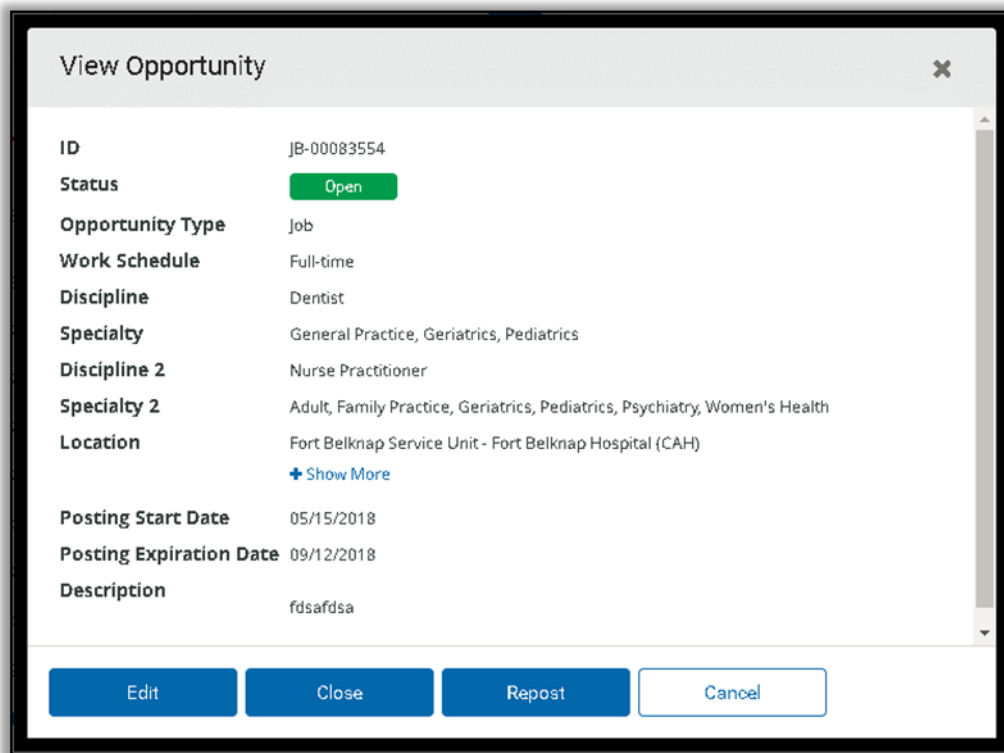 View Opportunity
ID JB-00083554
Status Open
Opportunity Type Job
Work Schedule Full-time
Discipline Dentist
Specialty General Practice, Geriatrics, Pediatrics
Discipline 2 Nurse Practitioner
Specialty 2 Adult, Family Practice, Geriatrics, Pediatrics, Psychiatry, Women's Health
Location Fort Belknap Service Unit - Fort Belknap Hospital (CAH)
+ Show More
Posting Start Date 05/15/2018
Posting Expiration Date 09/12/2018
Description
fdsafdsa
Edit Close Repost Cancel